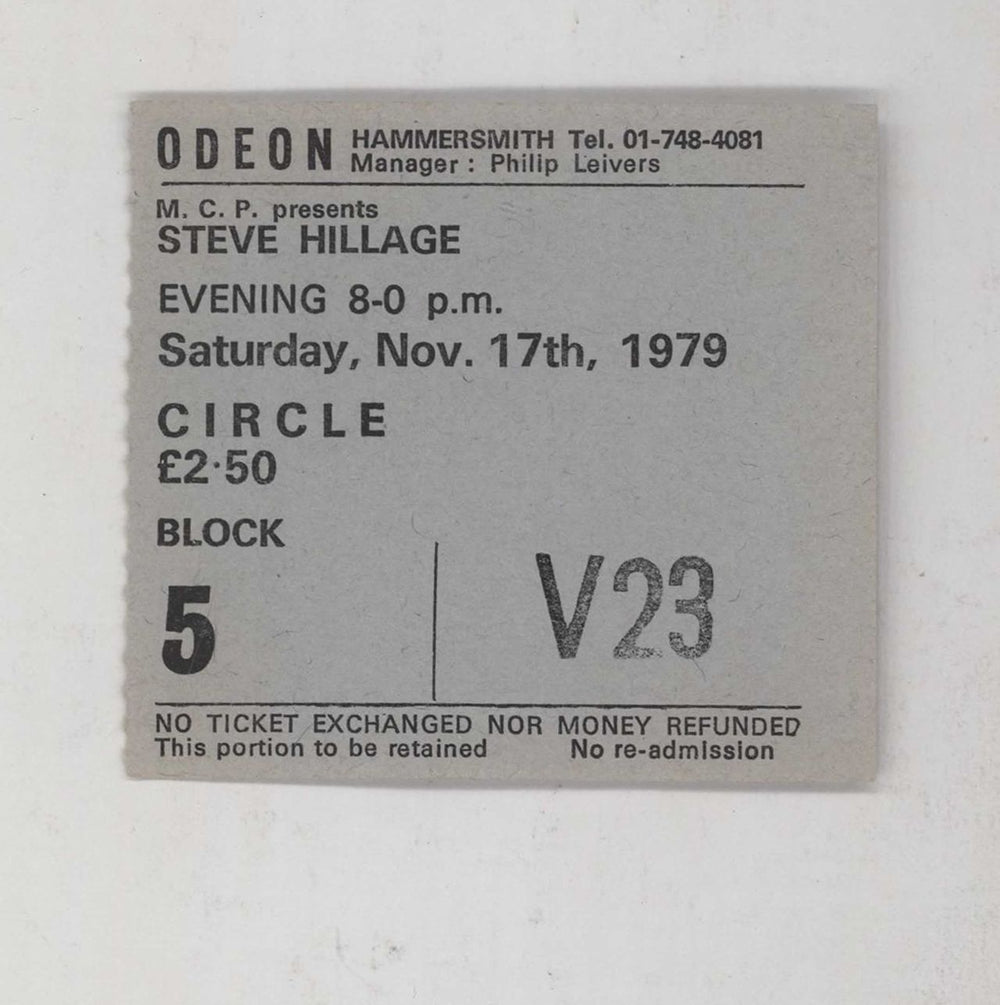 ODEON HAMMERSMITH Tel. 01-748-4081
Manager : Philip Leivers
M. C. P. presents
STEVE HILLAGE
EVENING 8-0 p.m.
Saturday, Nov. 17th, 1979
CIRCLE
£2·50
BLOCK
5 V23
NO TICKET EXCHANGED NOR MONEY REFUNDED
This portion to be retained No re-admission